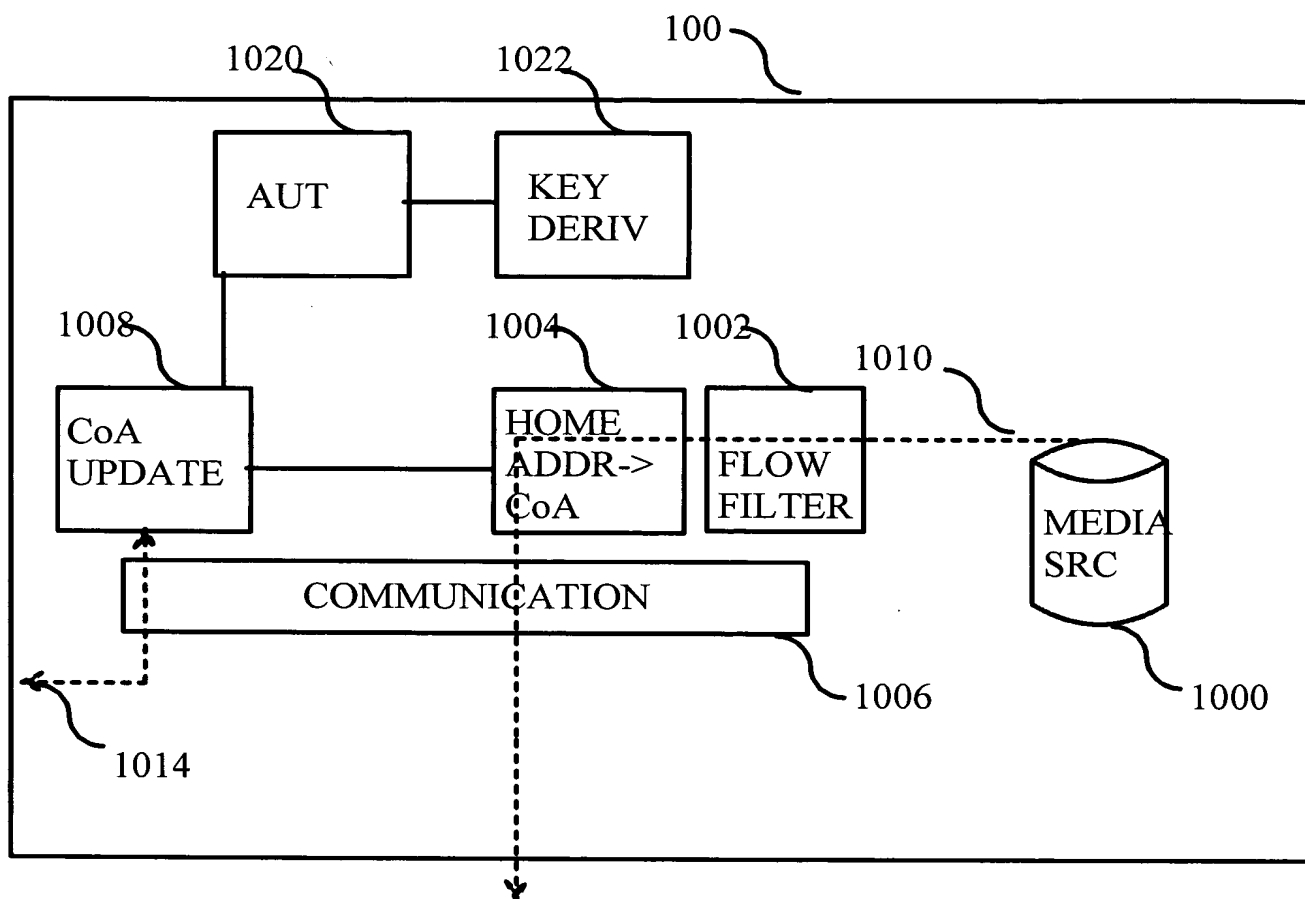 100
1020
1022
AUT
KEY
DERIV
1008
1004
1002
1010
CoA
UPDATE
HOME
ADDR->
CoA
FLOW
FILTER
MEDIA
SRC
COMMUNICATION
1006
1000
1014